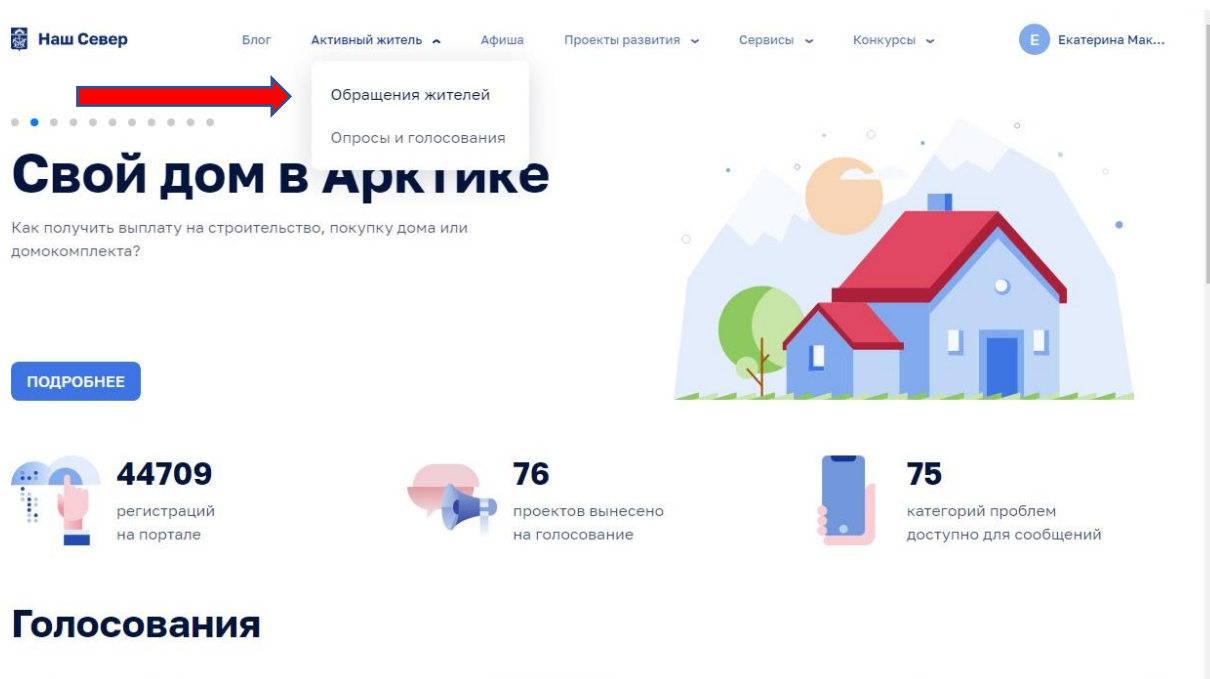 Наш Север
Блог
Активный житель
Афиша
Проекты развития
Сервисы
Конкурсы
Е
Екатерина Мак...
Обращения жителей
Опросы и голосования
Свой дом в Арктике
Как получить выплату на строительство, покупку дома или
домокомплекта?
ПОДРОБНЕЕ
44709
регистраций
на портале
76
проектов вынесено
на голосование
75
категорий проблем
доступно для сообщений
Голосования